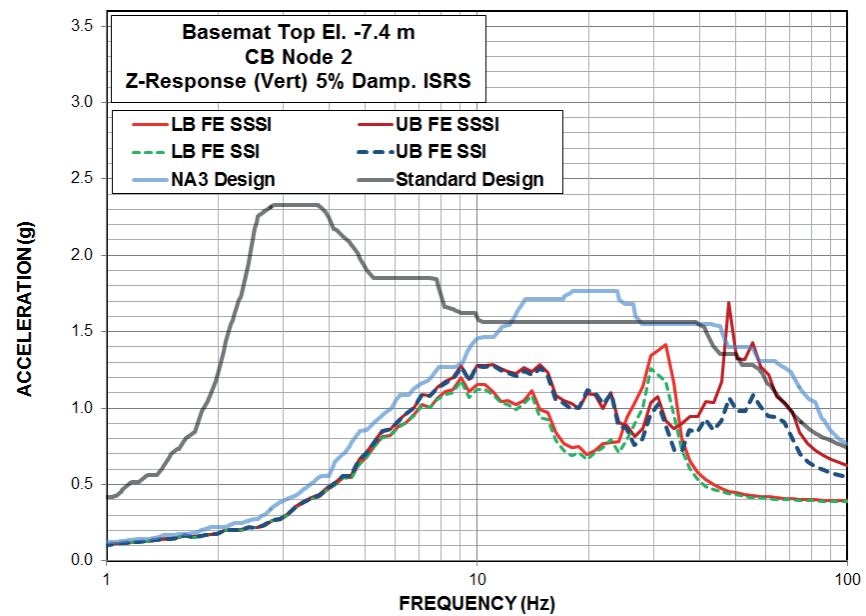 Basemat Top El. -7.4 m
CB Node 2
Z-Response (Vert) 5% Damp. ISRS
LB FE SSSI
UB FE SSSI
LB FE SSI
UB FE SSI
NA3 Design
Standard Design
ACCELERATION (g)
3.5
3.0
2.5
2.0
1.5
1.0
0.5
0.0
1
10
100
FREQUENCY (Hz)